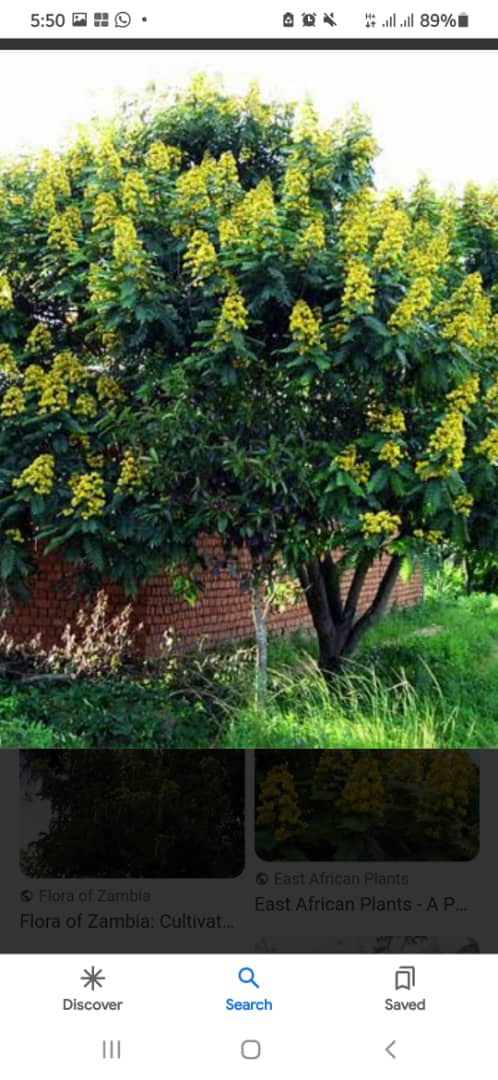 5:50
89%
Flora of Zambia
Flora of Zambia: Cultivat...
East African Plants
East African Plants - A P...
Discover
Search
Saved